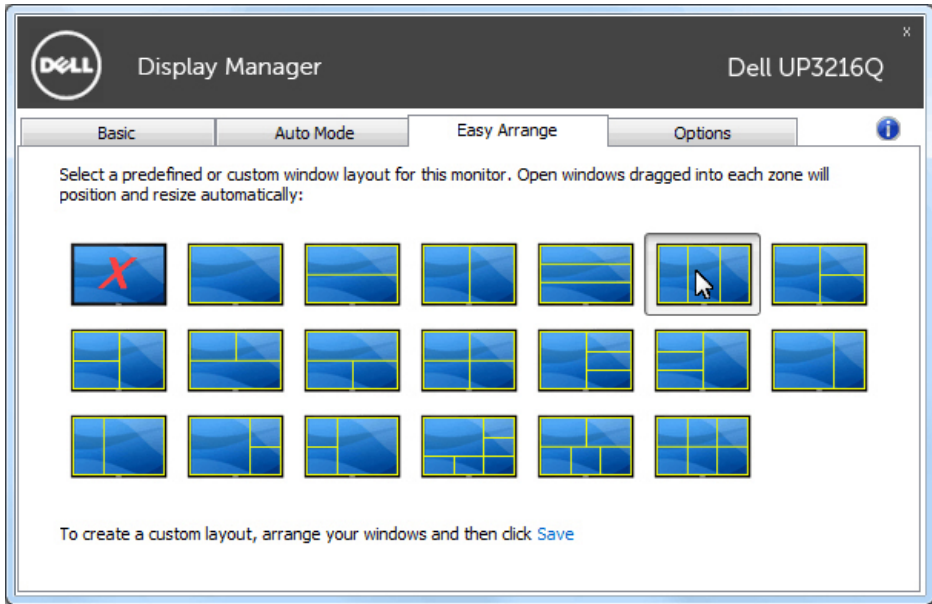 x
DELL
Display Manager
Dell UP3216Q
Basic
Auto Mode
Easy Arrange
Options
i
Select a predefined or custom window layout for this monitor. Open windows dragged into each zone will
position and resize automatically:
X
To create a custom layout, arrange your windows and then click Save